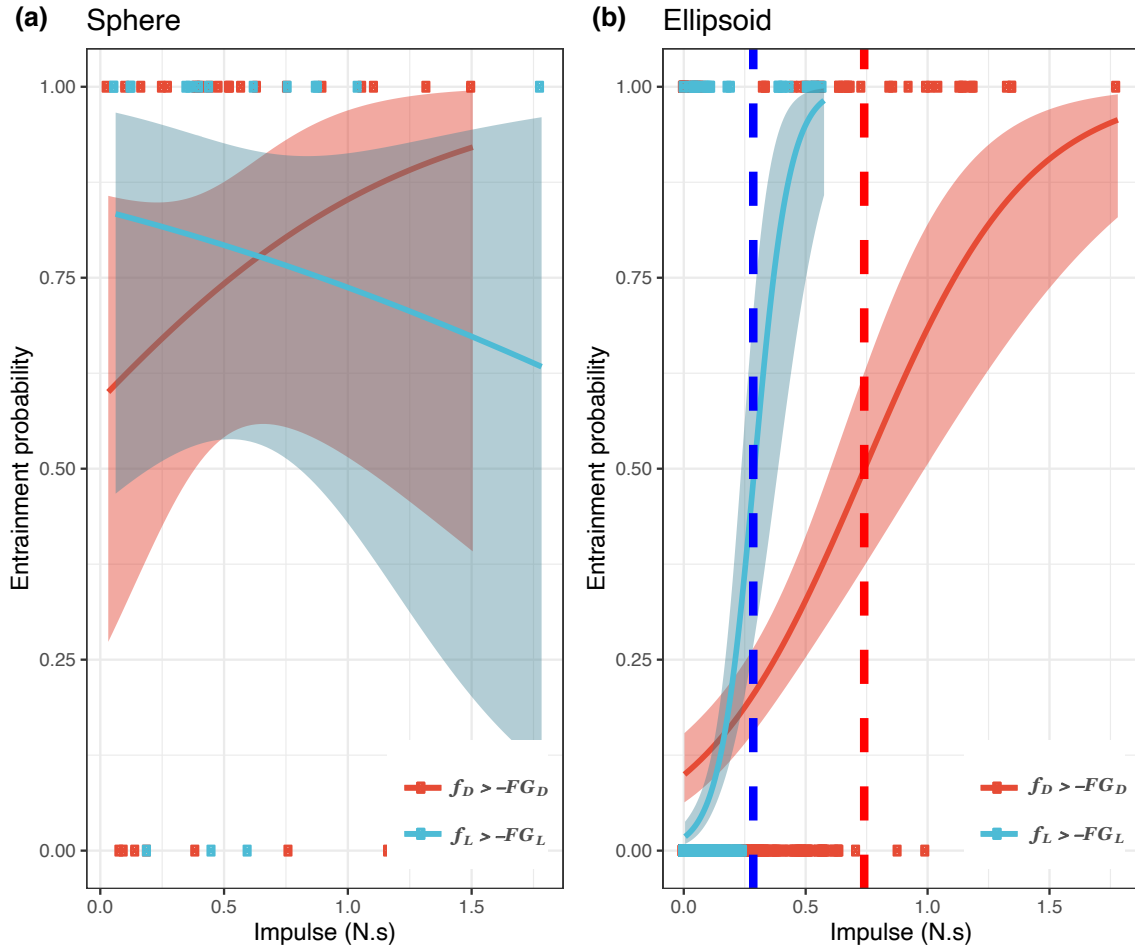 (a) Sphere
1.00
0.75
0.50
0.25
0.00
Entrainment probability
0.0 0.5 1.0 1.5
Impulse (N.s)
f_D > −FG_D
f_L > −FG_L
(b) Ellipsoid
1.00
0.75
0.50
0.25
0.00
Entrainment probability
0.0 0.5 1.0 1.5
Impulse (N.s)
f_D > −FG_D
f_L > −FG_L